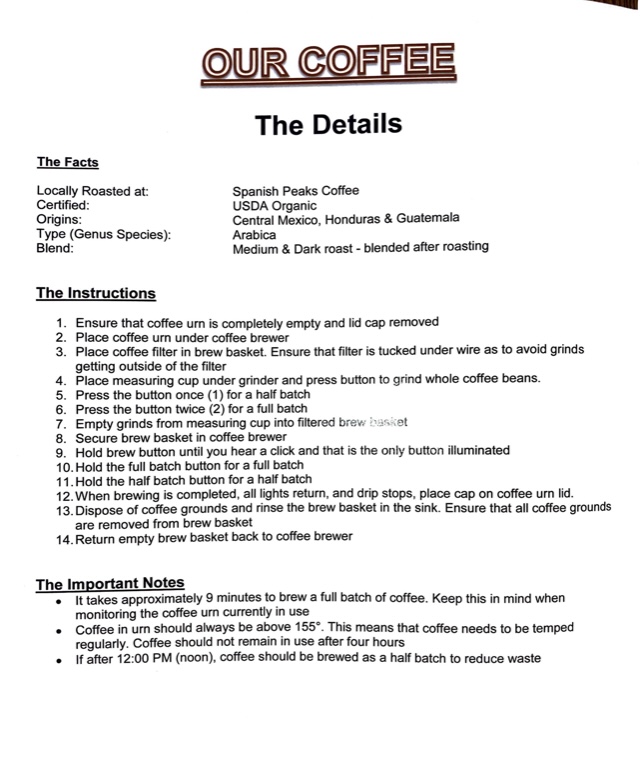 OUR COFFEE
The Details
The Facts
Locally Roasted at: Spanish Peaks Coffee
Certified: USDA Organic
Origins: Central Mexico, Honduras & Guatemala
Type (Genus Species): Arabica
Blend: Medium & Dark roast - blended after roasting
The Instructions
1. Ensure that coffee urn is completely empty and lid cap removed
2. Place coffee urn under coffee brewer
3. Place coffee filter in brew basket. Ensure that filter is tucked under wire as to avoid grinds
getting outside of the filter
4. Place measuring cup under grinder and press button to grind whole coffee beans.
5. Press the button once (1) for a half batch
6. Press the button twice (2) for a full batch
7. Empty grinds from measuring cup into filtered brew basket
8. Secure brew basket in coffee brewer
9. Hold brew button until you hear a click and that is the only button illuminated
10. Hold the full batch button for a full batch
11. Hold the half batch button for a half batch
12. When brewing is completed, all lights return, and drip stops, place cap on coffee urn lid.
13. Dispose of coffee grounds and rinse the brew basket in the sink. Ensure that all coffee grounds
are removed from brew basket
14. Return empty brew basket back to coffee brewer
The Important Notes
• It takes approximately 9 minutes to brew a full batch of coffee. Keep this in mind when
monitoring the coffee urn currently in use
• Coffee in urn should always be above 155°. This means that coffee needs to be temped
regularly. Coffee should not remain in use after four hours
• If after 12:00 PM (noon), coffee should be brewed as a half batch to reduce waste